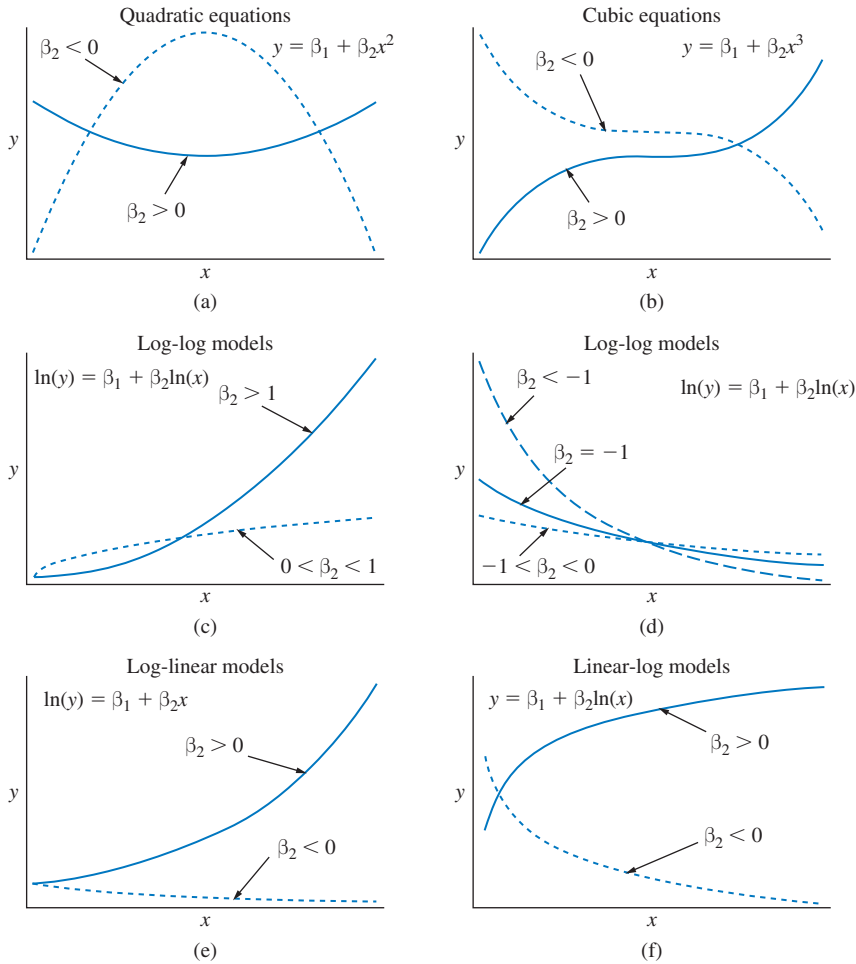 Quadratic equations
β₂ < 0
y = β₁ + β₂x²
y
β₂ > 0
x
(a)
Cubic equations
y = β₁ + β₂x³
β₂ < 0
y
β₂ > 0
x
(b)
Log-log models
ln(y) = β₁ + β₂ln(x)
β₂ > 1
y
0 < β₂ < 1
x
(c)
Log-log models
β₂ < −1
ln(y) = β₁ + β₂ln(x)
β₂ = −1
y
−1 < β₂ < 0
x
(d)
Log-linear models
ln(y) = β₁ + β₂x
β₂ > 0
y
β₂ < 0
x
(e)
Linear-log models
y = β₁ + β₂ln(x)
β₂ > 0
y
β₂ < 0
x
(f)